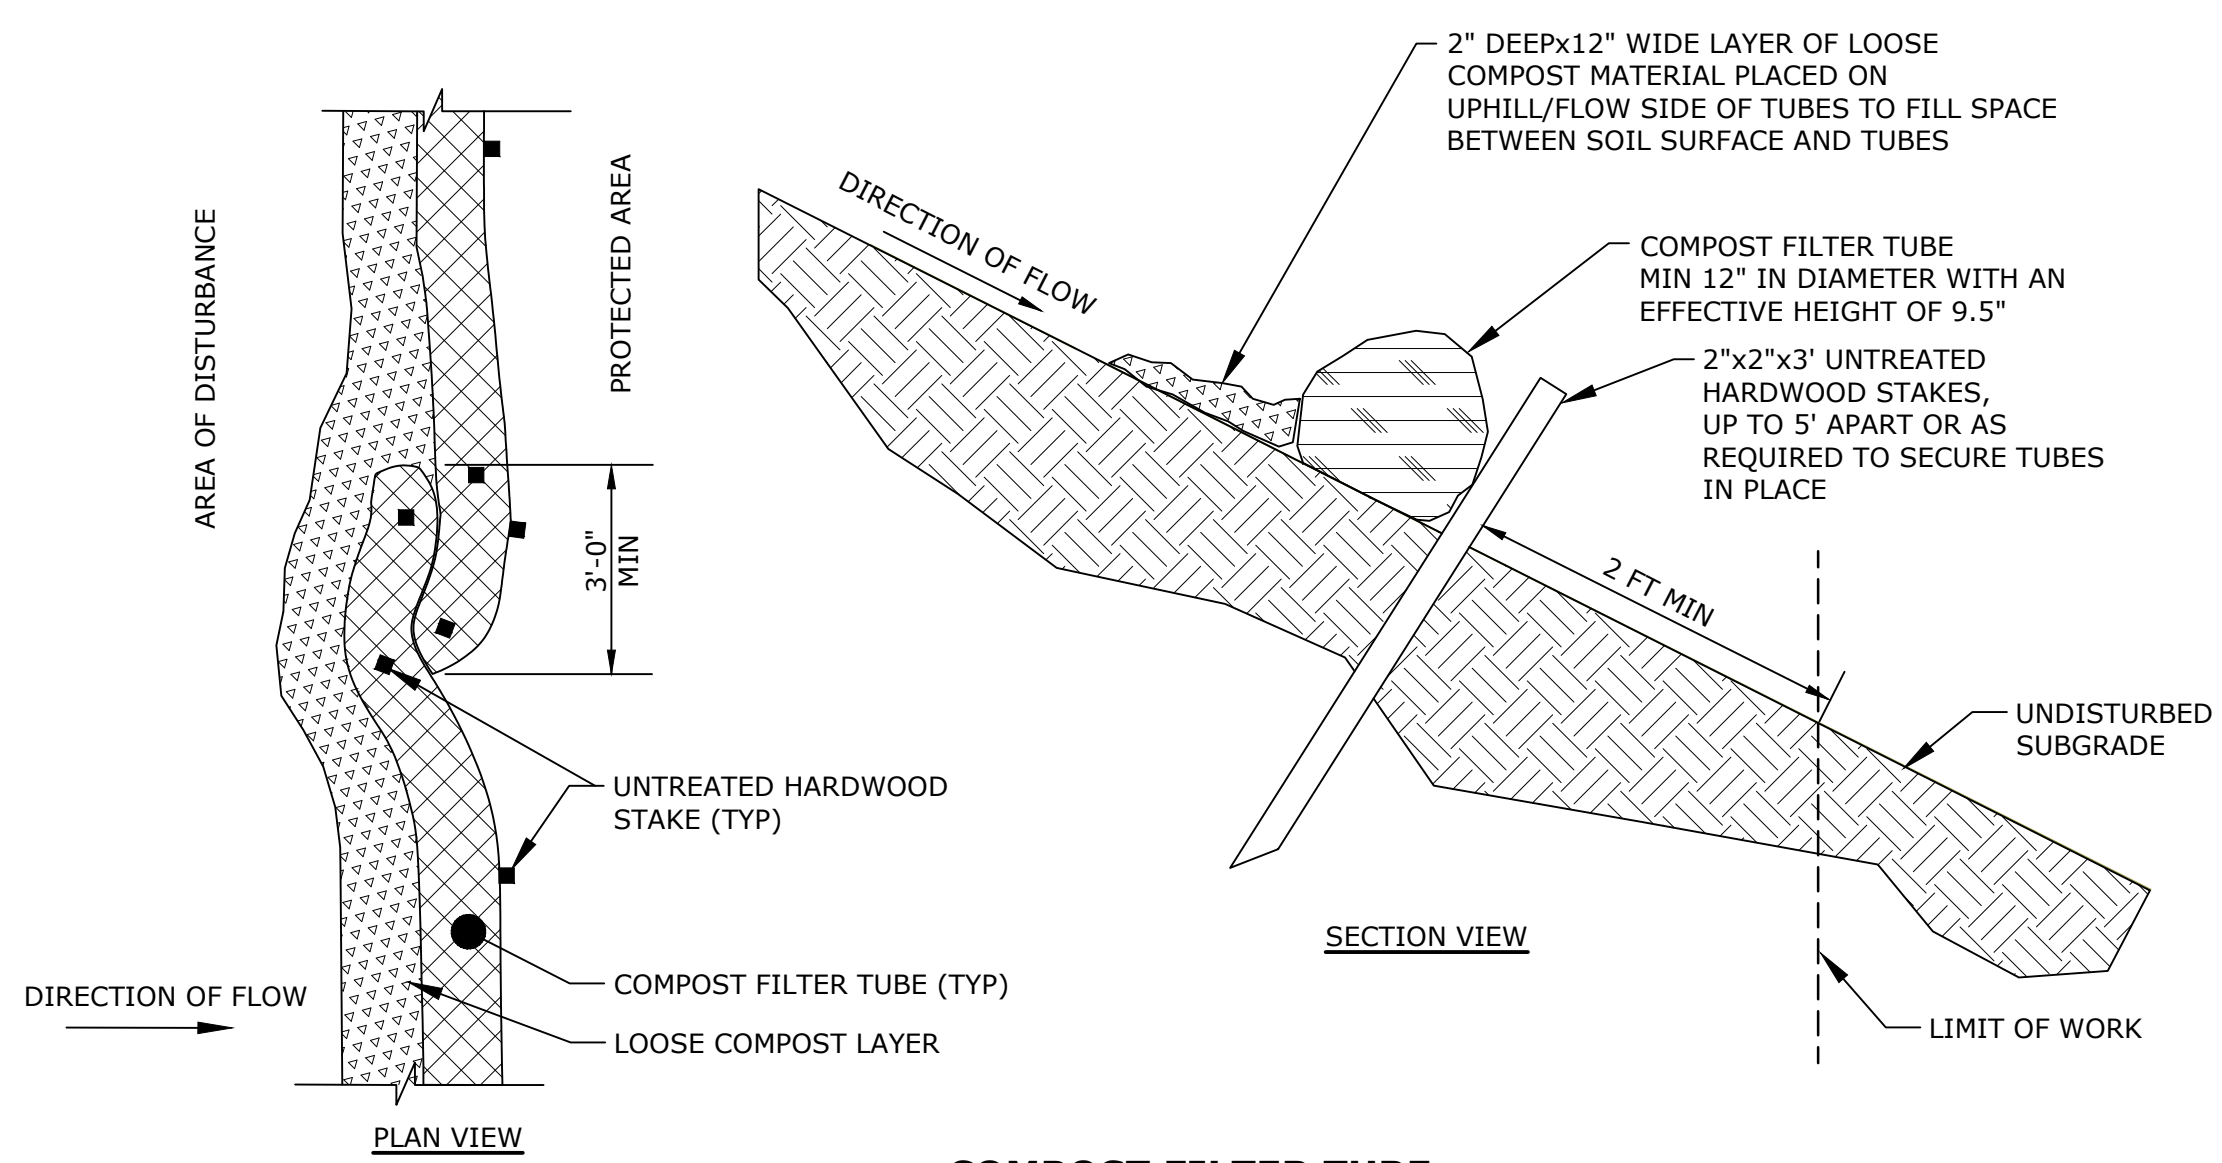 AREA OF DISTURBANCE
PROTECTED AREA
3'-0"
MIN
UNTREATED HARDWOOD
STAKE (TYP)
COMPOST FILTER TUBE (TYP)
LOOSE COMPOST LAYER
DIRECTION OF FLOW
PLAN VIEW
2" DEEPx12" WIDE LAYER OF LOOSE
COMPOST MATERIAL PLACED ON
UPHILL/FLOW SIDE OF TUBES TO FILL SPACE
BETWEEN SOIL SURFACE AND TUBES
DIRECTION OF FLOW
COMPOST FILTER TUBE
MIN 12" IN DIAMETER WITH AN
EFFECTIVE HEIGHT OF 9.5"
2"x2"x3' UNTREATED
HARDWOOD STAKES,
UP TO 5' APART OR AS
REQUIRED TO SECURE TUBES
IN PLACE
2 FT MIN
UNDISTURBED
SUBGRADE
LIMIT OF WORK
SECTION VIEW
COMPOST FILTER TUBE